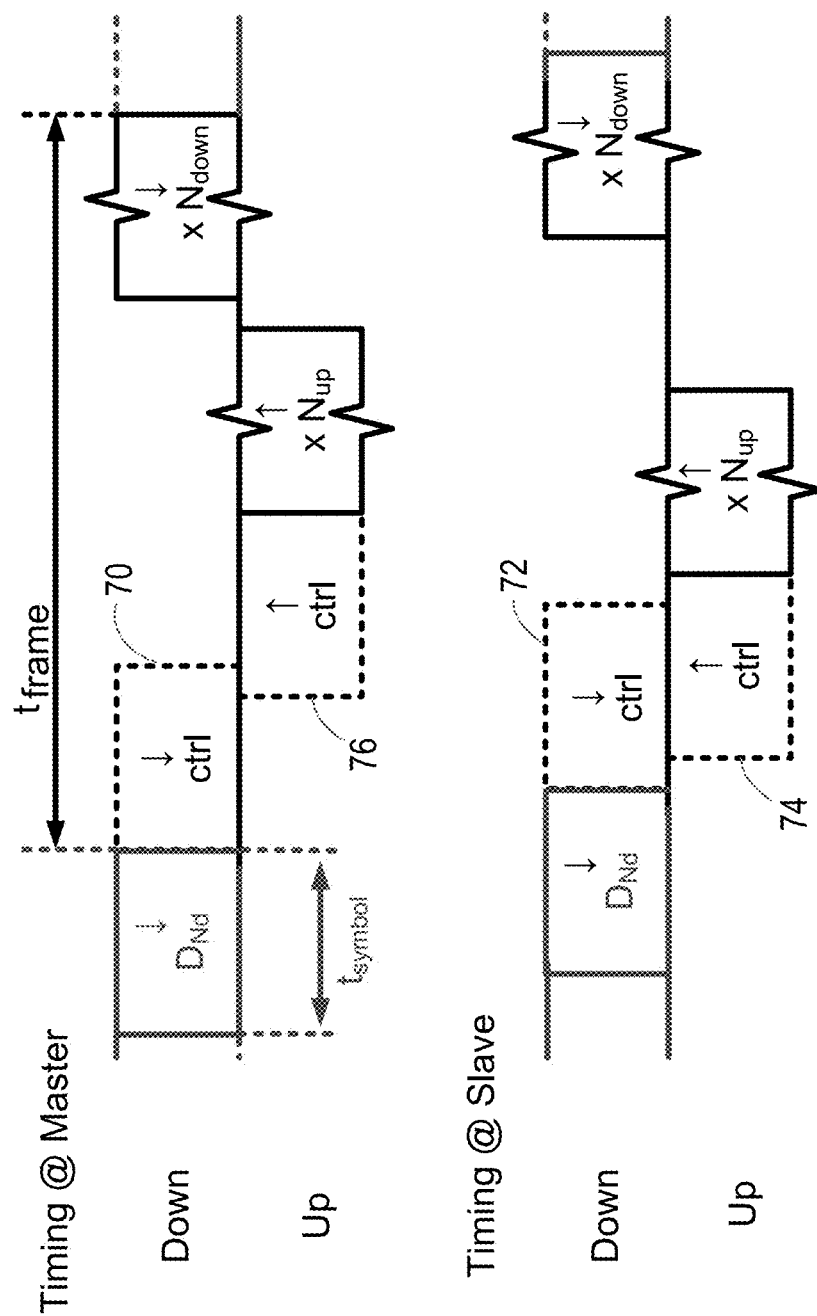 Timing @ Master
t_frame
Down
D_Nd
↓
ctrl
↓
70
x N_down
↓
Up
t_symbol
76
ctrl
↑
x N_up
↑
Timing @ Slave
Down
D_Nd
↓
ctrl
↓
72
x N_down
↓
Up
74
ctrl
↑
x N_up
↑